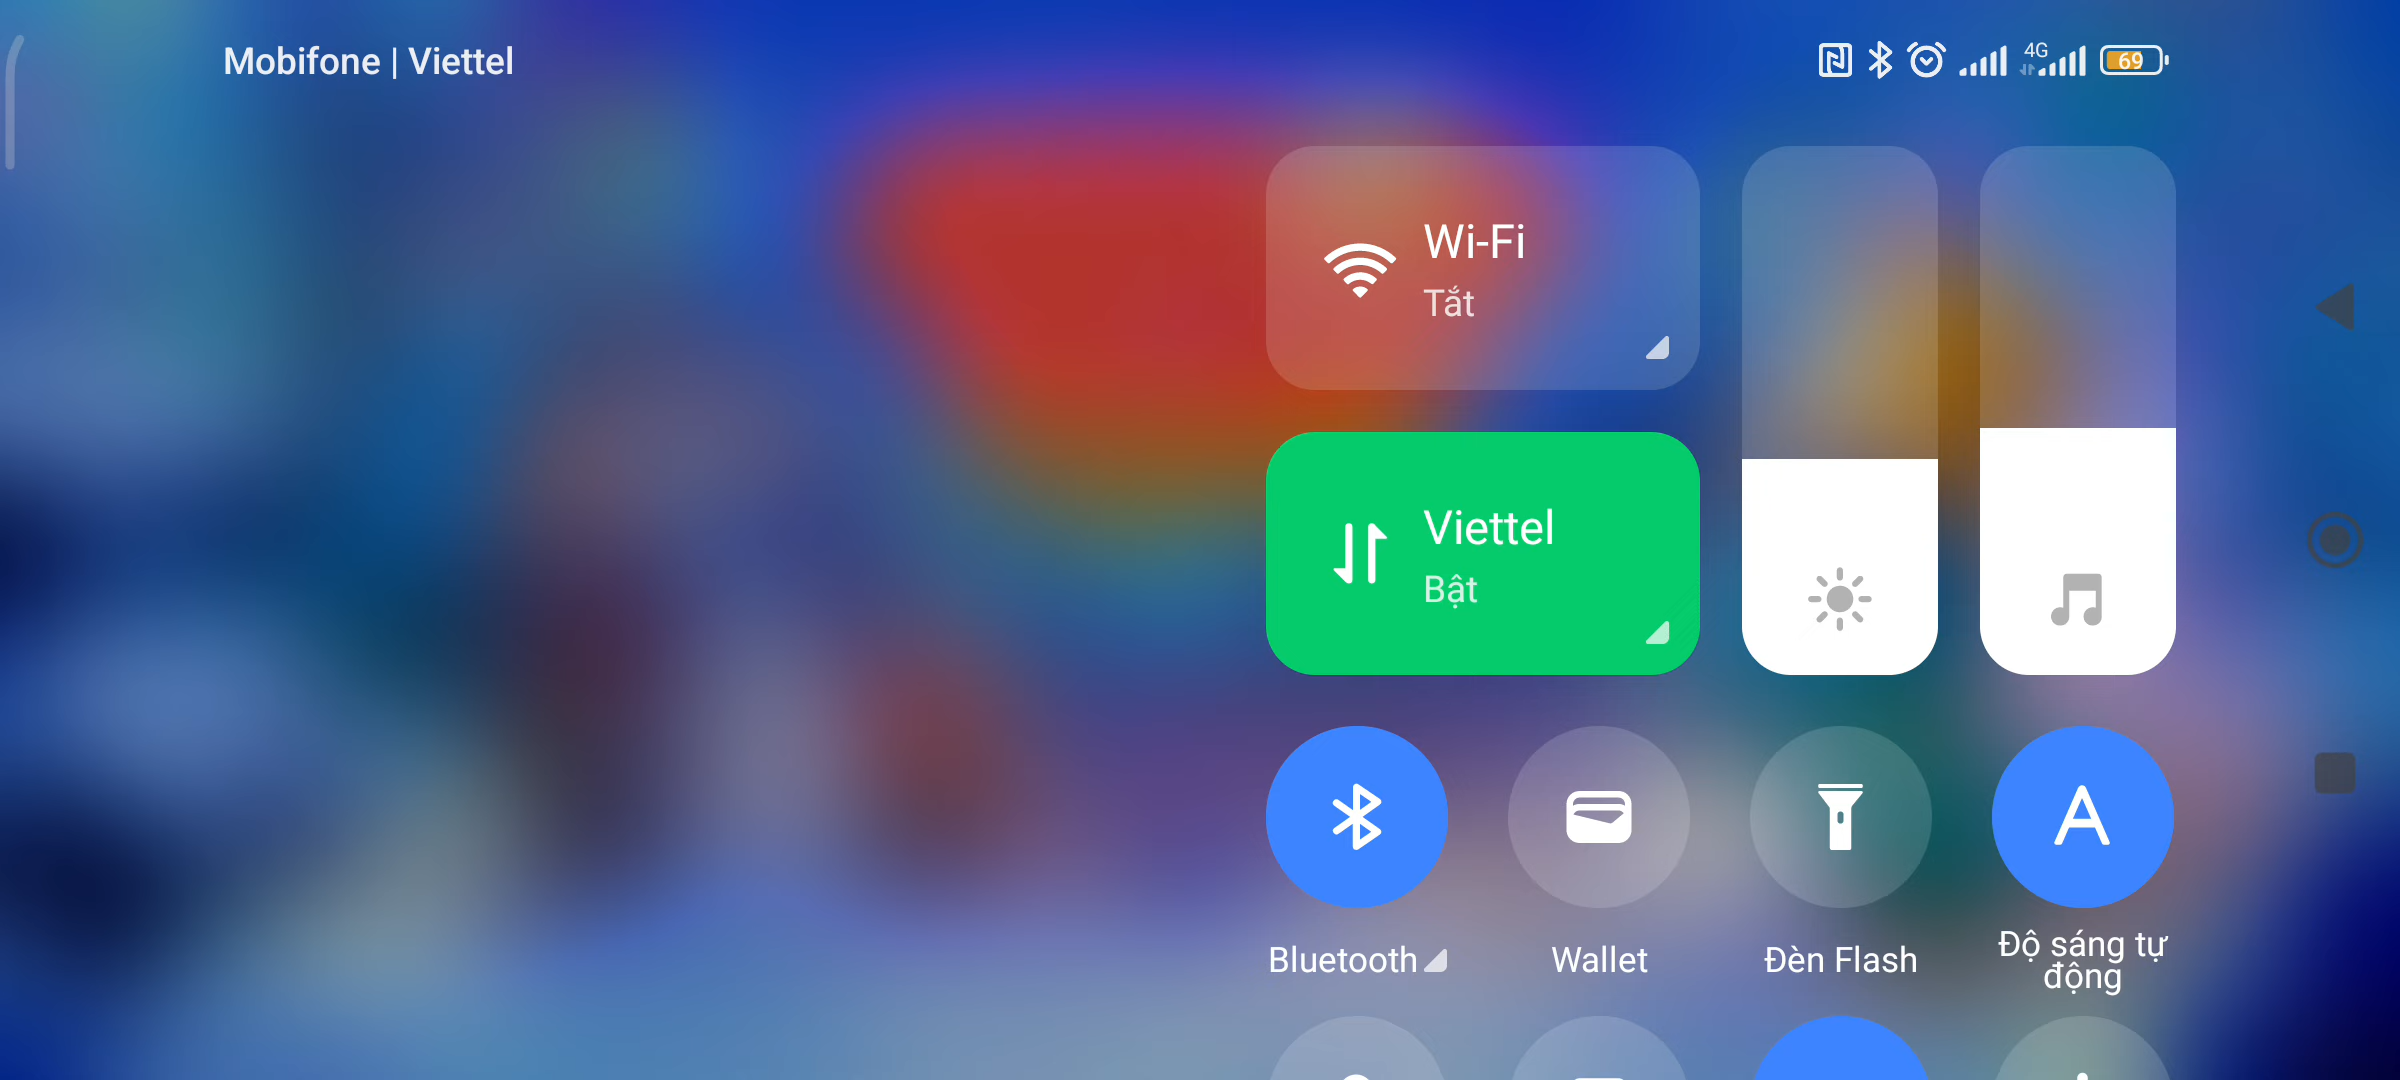 Mobifone | Viettel
4G
69
Wi-Fi
Tắt
Viettel
Bật
Bluetooth
Wallet
Đèn Flash
Độ sáng tự
động